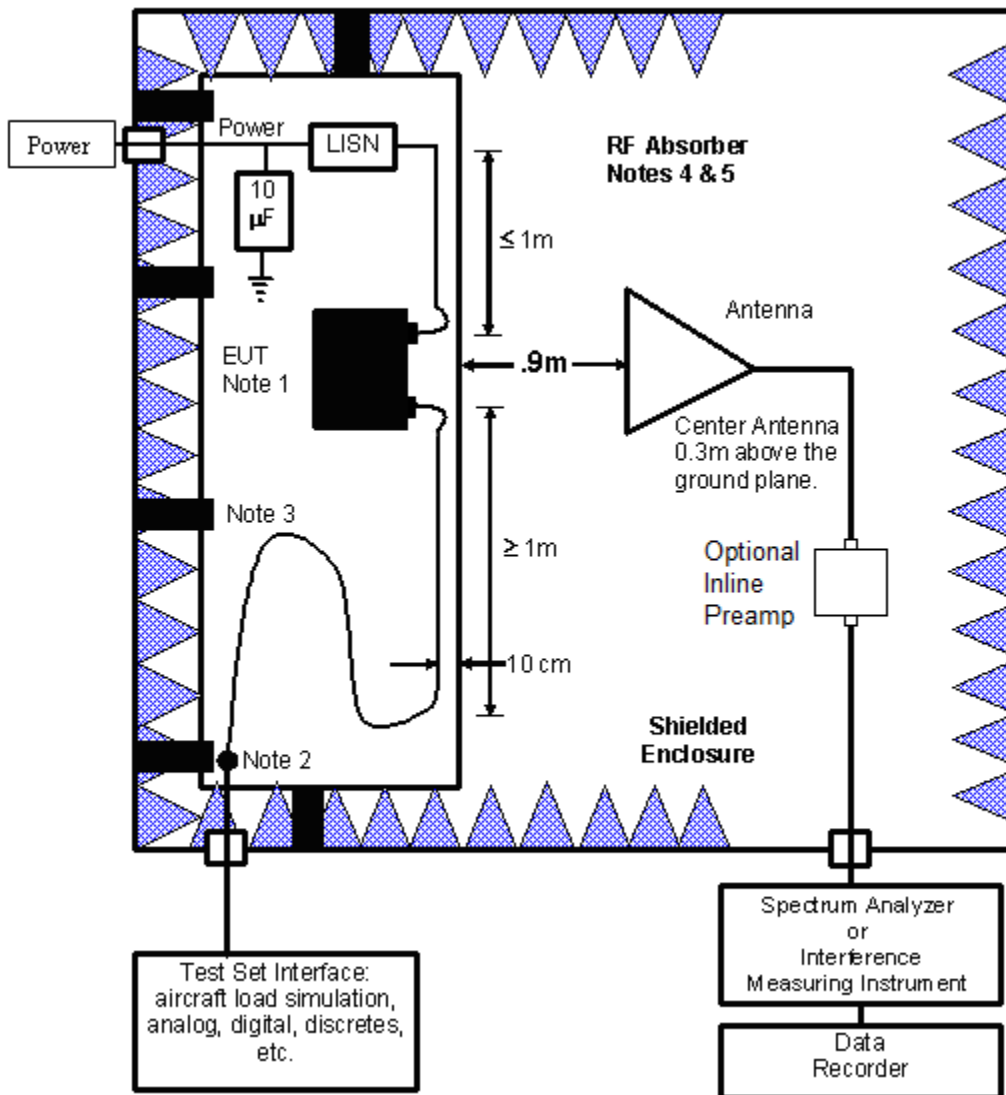 Power
Power
LISN
10
μF
RF Absorber
Notes 4 & 5
≤ 1m
EUT
Note 1
.9m
Antenna
Center Antenna
0.3m above the
ground plane.
Note 3
≥ 1m
Optional
Inline
Preamp
10 cm
Note 2
Shielded
Enclosure
Test Set Interface:
aircraft load simulation,
analog, digital, discretes,
etc.
Spectrum Analyzer
or
Interference
Measuring Instrument
Data
Recorder